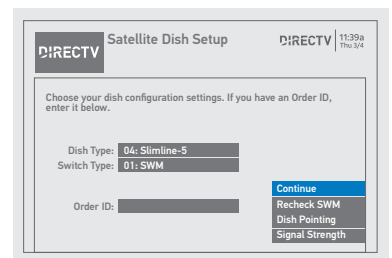 DIRECTV
Satellite Dish Setup
DIRECTV
11:39a
Thu 3/4
Choose your dish configuration settings. If you have an Order ID,
enter it below.
Dish Type: 04: Slimline-5
Switch Type: 01: SWM
Order ID:
Continue
Recheck SWM
Dish Pointing
Signal Strength